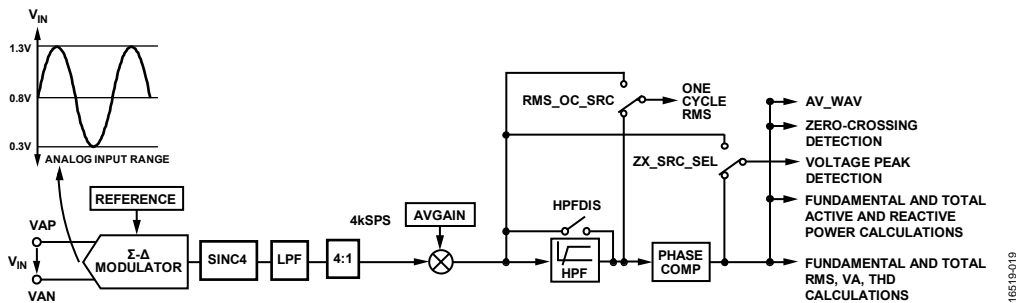 VIN
1.3V
0.8V
0.3V
ANALOG INPUT RANGE
REFERENCE
VAP
VIN
VAN
Σ-Δ
MODULATOR
SINC4
LPF
4:1
4kSPS
AVGAIN
RMS_OC_SRC
ONE
CYCLE
RMS
ZX_SRC_SEL
HPFDIS
HPF
PHASE
COMP
AV_WAV
ZERO-CROSSING
DETECTION
VOLTAGE PEAK
DETECTION
FUNDAMENTAL AND TOTAL
ACTIVE AND REACTIVE
POWER CALCULATIONS
FUNDAMENTAL AND TOTAL
RMS, VA, THD
CALCULATIONS
16519-019